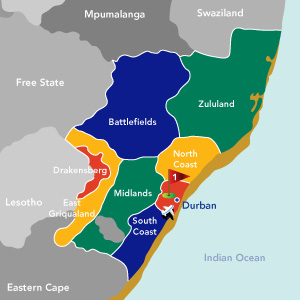 Swaziland
Mpumalanga
Free State
Zululand
Battlefields
North
Coast
Drakensberg
1
Lesotho
Midlands
East
Griqualand
Durban
South
Coast
Indian Ocean
Eastern Cape